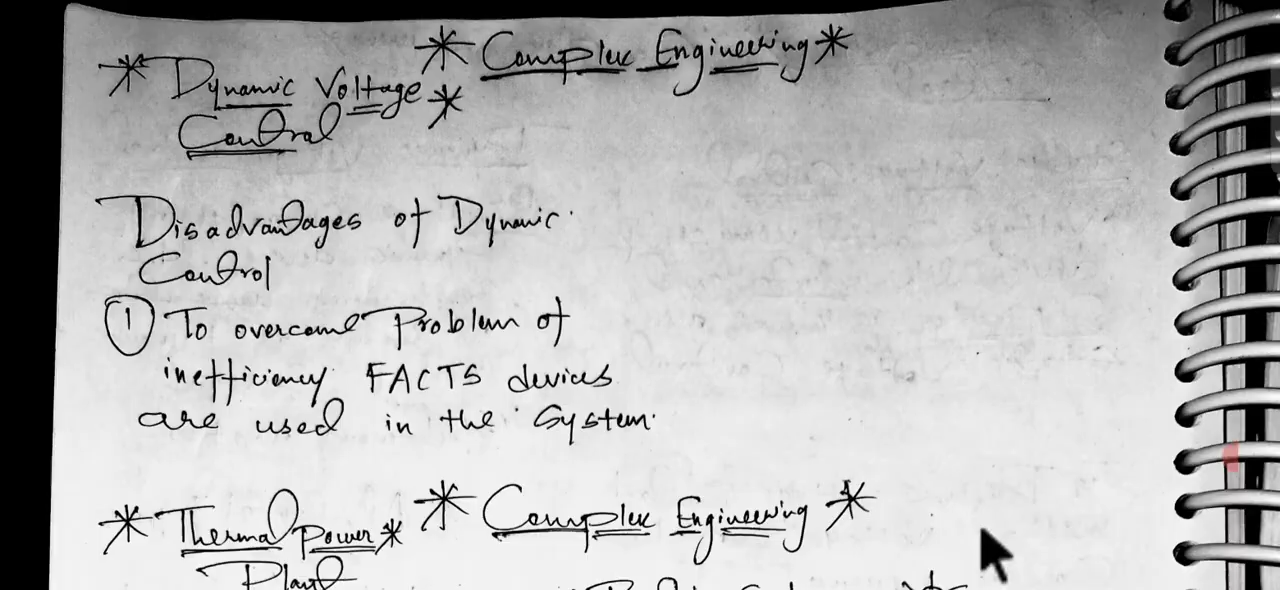 * Complex Engineering *
* Dynamic Voltage *
Control
Disadvantages of Dynamic
Control
① To overcome Problem of
inefficiency FACTS devices
are used in the System.
* Complex Engineering *
* Thermal Power *
Plant